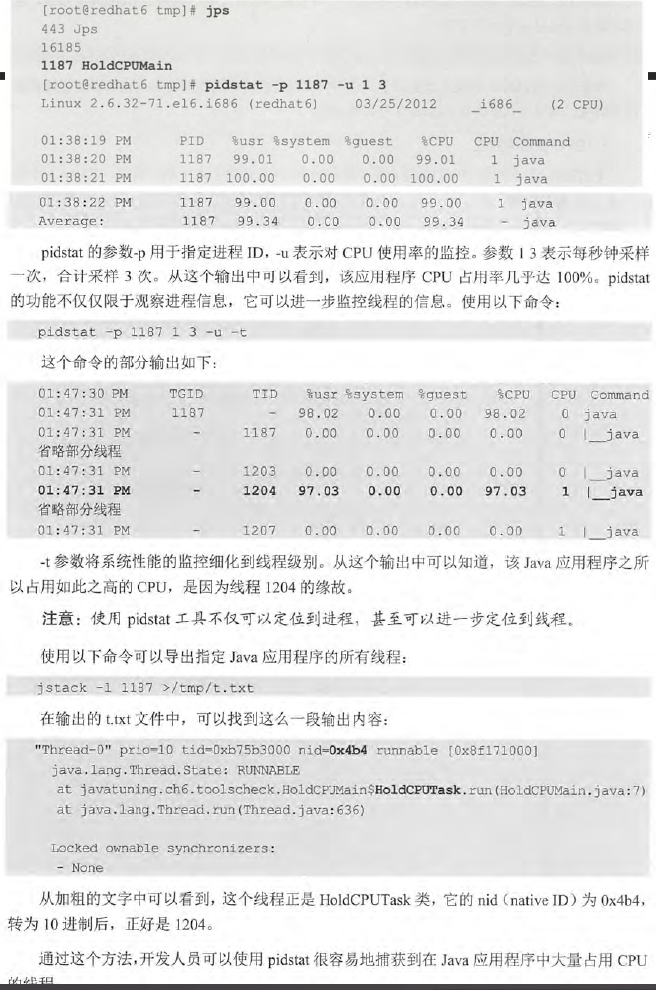 [root@redhat6 tmp]# jps
443 Jps
16185
1187 HoldCPUMain
[root@redhat6 tmp]# pidstat -p 1187 -u 1 3
Linux 2.6.32-71.el6.i686 (redhat6) 03/25/2012 _i686_ (2 CPU)
01:38:19 PM PID %usr %system %guest %CPU CPU Command
01:38:20 PM 1187 99.01 0.00 0.00 99.01 1 java
01:38:21 PM 1187 100.00 0.00 0.00 100.00 1 java
01:38:22 PM 1187 99.00 0.00 0.00 99.00 1 java
Average: 1187 99.34 0.00 0.00 99.34 - java
pidstat 的参数-p 用于指定进程 ID，-u 表示对 CPU 使用率的监控。参数 1 3 表示每秒钟采样
一次，合计采样 3 次。从这个输出中可以看到，该应用程序 CPU 占用率几乎达 100%。pidstat
的功能不仅仅限于观察进程信息，它可以进一步监控线程的信息。使用以下命令：
pidstat -p 1187 1 3 -u -t
这个命令的部分输出如下：
01:47:30 PM TGID TID %usr %system %guest %CPU CPU Command
01:47:31 PM 1187 - 98.02 0.00 0.00 98.02 0 java
01:47:31 PM - 1187 0.00 0.00 0.00 0.00 0 |__java
省略部分线程
01:47:31 PM - 1203 0.00 0.00 0.00 0.00 0 |__java
01:47:31 PM - 1204 97.03 0.00 0.00 97.03 1 |__java
省略部分线程
01:47:31 PM - 1207 0.00 0.00 0.00 0.00 1 |__java
-t 参数将系统性能的监控细化到线程级别。从这个输出中可以知道，该 Java 应用程序之所
以占用如此之高的 CPU，是因为线程 1204 的缘故。
注意：使用 pidstat 工具不仅可以定位到进程，甚至可以进一步定位到线程。
使用以下命令可以导出指定 Java 应用程序的所有线程：
jstack -l 1187 >/tmp/t.txt
在输出的 t.txt 文件中，可以找到这么一段输出内容：
"Thread-0" prio=10 tid=0xb75b3000 nid=0x4b4 runnable [0x8f171000]
java.lang.Thread.State: RUNNABLE
at javatuning.ch6.toolscheck.HoldCPUMain$HoldCPUTask.run(HoldCPUMain.java:7)
at java.lang.Thread.run(Thread.java:636)
Locked ownable synchronizers:
- None
从加粗的文字中可以看到，这个线程正是 HoldCPUTask 类，它的 nid（native ID）为 0x4b4，
转为 10 进制后，正好是 1204。
通过这个方法，开发人员可以使用 pidstat 很容易地捕获到在 Java 应用程序中大量占用 CPU
的线程